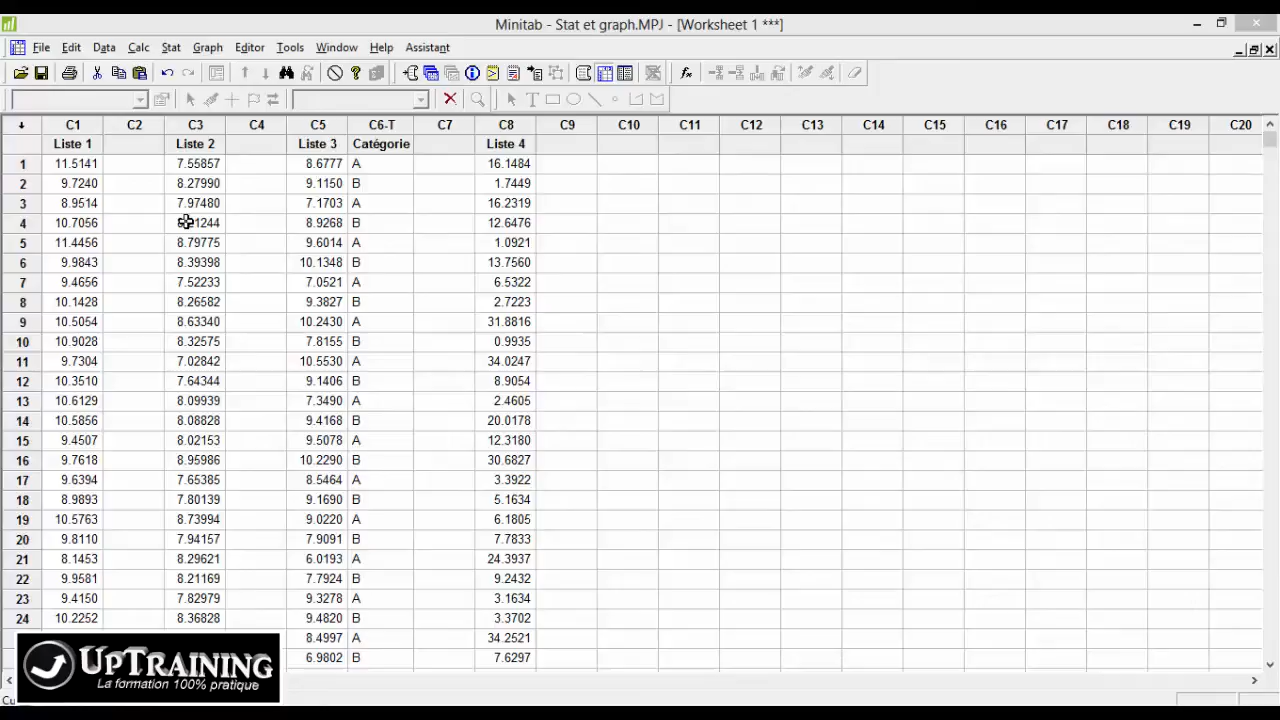 Minitab - Stat et graph.MPJ - [Worksheet 1 ***]
File Edit Data Calc Stat Graph Editor Tools Window Help Assistant
C1 C2 C3 C4 C5 C6-T C7 C8 C9 C10 C11 C12 C13 C14 C15 C16 C17 C18 C19 C20
Liste 1 Liste 2 Liste 3 Catégorie Liste 4
1 11.5141 7.55857 8.6777 A 16.1484
2 9.7240 8.27990 9.1150 B 1.7449
3 8.9514 7.97480 7.1703 A 16.2319
4 10.7056 8.9268 B 12.6476
5 11.4456 8.79775 9.6014 A 1.0921
6 9.9843 8.39398 10.1348 B 13.7560
7 9.4656 7.52233 7.0521 A 6.5322
8 10.1428 8.26582 9.3827 B 2.7223
9 10.5054 8.63340 10.2430 A 31.8816
10 10.9028 8.32575 7.8155 B 0.9935
11 9.7304 7.02842 10.5530 A 34.0247
12 10.3510 7.64344 9.1406 B 8.9054
13 10.6129 8.09939 7.3490 A 2.4605
14 10.5856 8.08828 9.4168 B 20.0178
15 9.4507 8.02153 9.5078 A 12.3180
16 9.7618 8.95986 10.2290 B 30.6827
17 9.6394 7.65385 8.5464 A 3.3922
18 8.9893 7.80139 9.1690 B 5.1634
19 10.5763 8.73994 9.0220 A 6.1805
20 9.8110 7.94157 7.9091 B 7.7833
21 8.1453 8.29621 6.0193 A 24.3937
22 9.9581 8.21169 7.7924 B 9.2432
23 9.4150 7.82979 9.3278 A 3.1634
24 10.2252 8.36828 9.4820 B 3.3702
8.4997 A 34.2521
6.9802 B 7.6297
UPTRAINING
La formation 100% pratique